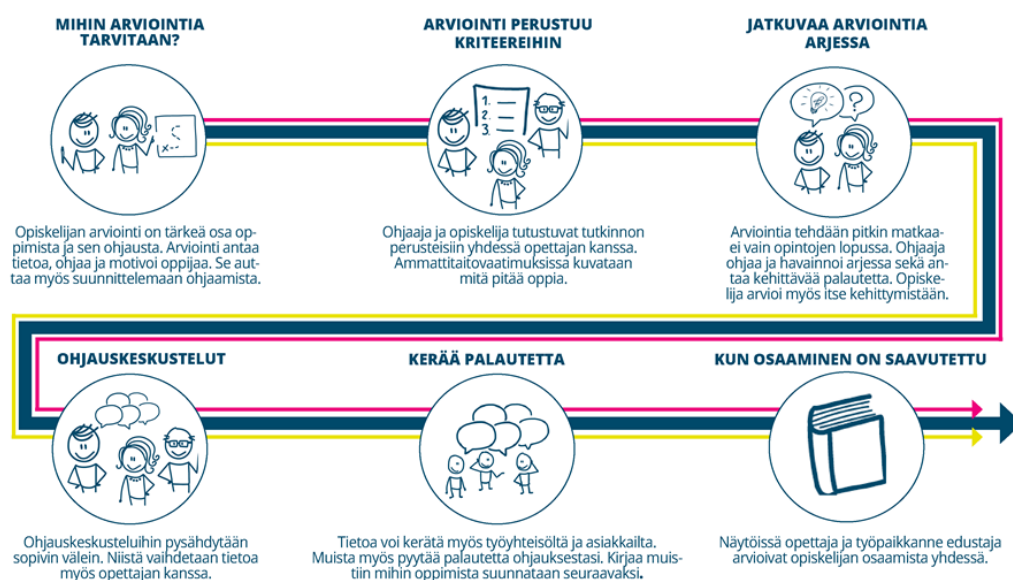 MIHIN ARVIOINTIA
TARVITAAN?
Opiskelijan arviointi on tärkeä osa op-
pimista ja sen ohjausta. Arviointi antaa
tietoa, ohjaa ja motivoi oppijaa. Se aut-
taa myös suunnittelemaan ohjaamista.
ARVIOINTI PERUSTUU
KRITEEREIHIN
1.
2.
3.
Ohjaaja ja opiskelija tutustuvat tutkinnon
perusteisiin yhdessä opettajan kanssa.
Ammattitaitovaatimuksissa kuvataan
mitä pitää oppia.
JATKUVAA ARVIOINTIA
ARJESSA
?
Arviointia tehdään pitkin matkaa-
ei vain opintojen lopussa. Ohjaaja
ohjaa ja havainnoi arjessa sekä an-
taa kehittävää palautetta. Opiske-
lija arvioi myös itse kehittymistään.
OHJAUSKESKUSTELUT
Ohjauskeskusteluihin pysähdytään
sopivin välein. Niistä vaihdetaan tietoa
myös opettajan kanssa.
KERÄÄ PALAUTETTA
Tietoa voi kerätä myös työyhteisöltä ja asiakkailta.
Muista myös pyytää palautetta ohjauksestasi. Kirjaa muis-
tiin mihin oppimista suunnataan seuraavaksi.
KUN OSAAMINEN ON SAAVUTETTU
Näytöissä opettaja ja työpaikkanne edustaja
arvioivat opiskelijan osaamista yhdessä.